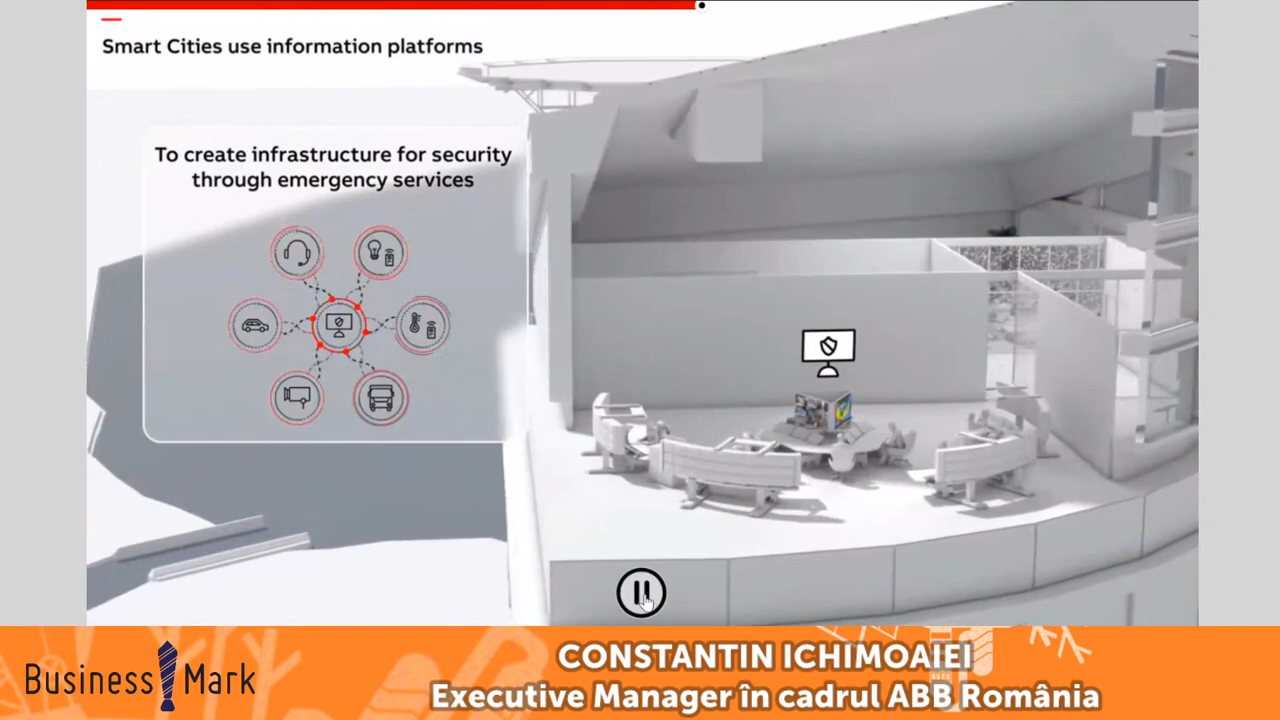 Smart Cities use information platforms
To create infrastructure for security
through emergency services
Business Mark
CONSTANTIN ICHIMOAIEI
Executive Manager în cadrul ABB România